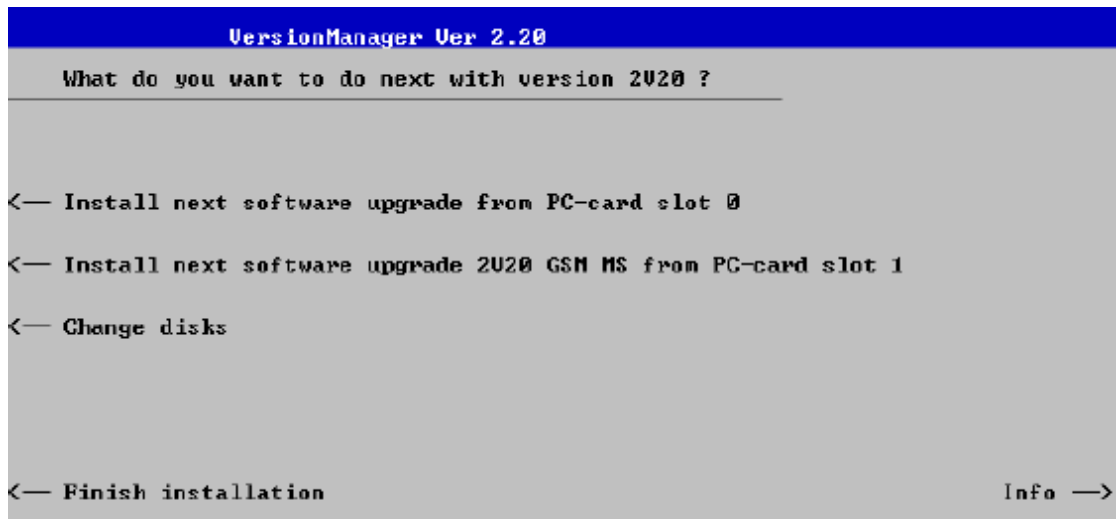 VersionManager Ver 2.20
What do you want to do next with version 2V20 ?
<── Install next software upgrade from PC-card slot 0
<── Install next software upgrade 2V20 GSM MS from PC-card slot 1
<── Change disks
<── Finish installation Info ──>